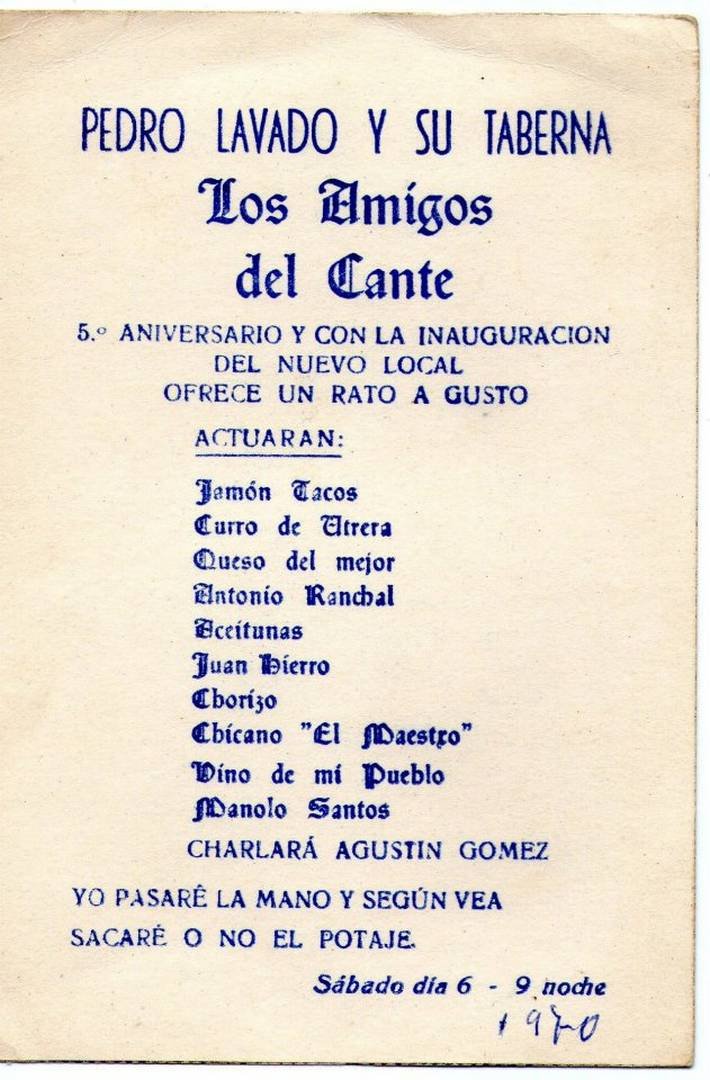 PEDRO LAVADO Y SU TABERNA
Los Amigos
del Cante
5.º ANIVERSARIO Y CON LA INAUGURACION
DEL NUEVO LOCAL
OFRECE UN RATO A GUSTO
ACTUARAN:
Jamón Tacos
Curro de Utrera
Queso del mejor
Antonio Ranchal
Aceitunas
Juan Hierro
Chorizo
Chicano "El Maestro"
Vino de mi Pueblo
Manolo Santos
CHARLARÁ AGUSTIN GOMEZ
YO PASARÉ LA MANO Y SEGÚN VEA
SACARÉ O NO EL POTAJE.
Sábado día 6 - 9 noche
1970